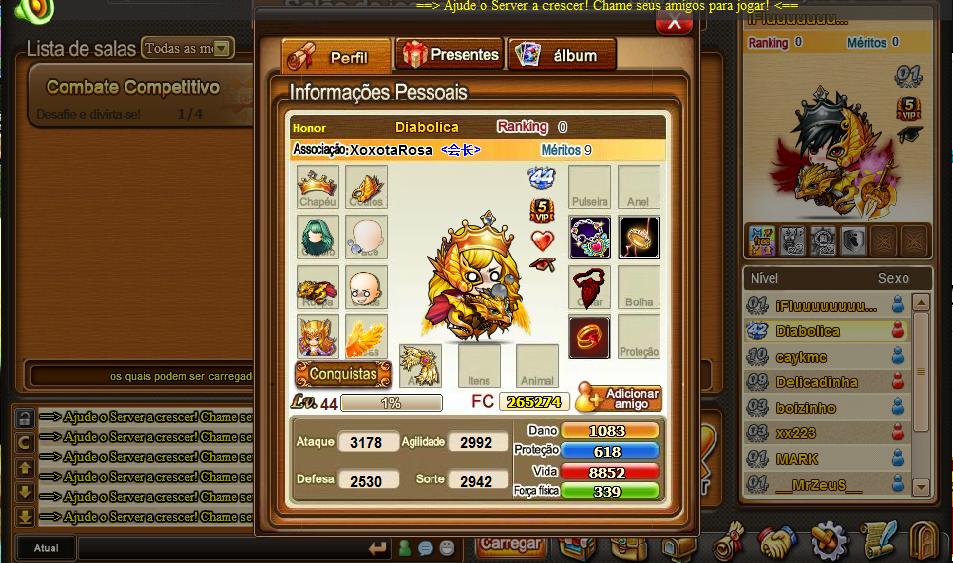 ==> Ajude o Server a crescer! Chame seus amigos para jogar! <==
Lista de salas
Todas as m
Combate Competitivo
Desafie e divirta-se! 1/4
os quais podem ser carregado
Perfil
Presentes
álbum
X
Informações Pessoais
Honor Diabolica Ranking 0
Associação: XoxotaRosa <会长> Méritos 9
Chapéu
Pulseira
Anel
44
5 VIP
Bolha
Proteção
Itens
Animal
Conquistas
Lv. 44 1% FC 265274
Adicionar amigo
Ataque 3178 Agilidade 2992
Defesa 2530 Sorte 2942
Dano 1083
Proteção 618
Vida 8852
Força física 339
iFluuuuuuu...
Ranking 0 Méritos 0
01
5 VIP
free
Nível Sexo
01 iFluuuuuuuu...
42 Diabolica
10 caykmc
09 Delicadinha
03 boizinho
03 xx223
01 MARK
01 __MrZeuS__
==> Ajude o Server a crescer! Chame se
==> Ajude o Server a crescer! Chame se
==> Ajude o Server a crescer! Chame se
==> Ajude o Server a crescer! Chame se
==> Ajude o Server a crescer! Chame se
==> Ajude o Server a crescer! Chame se
Atual
Carregar